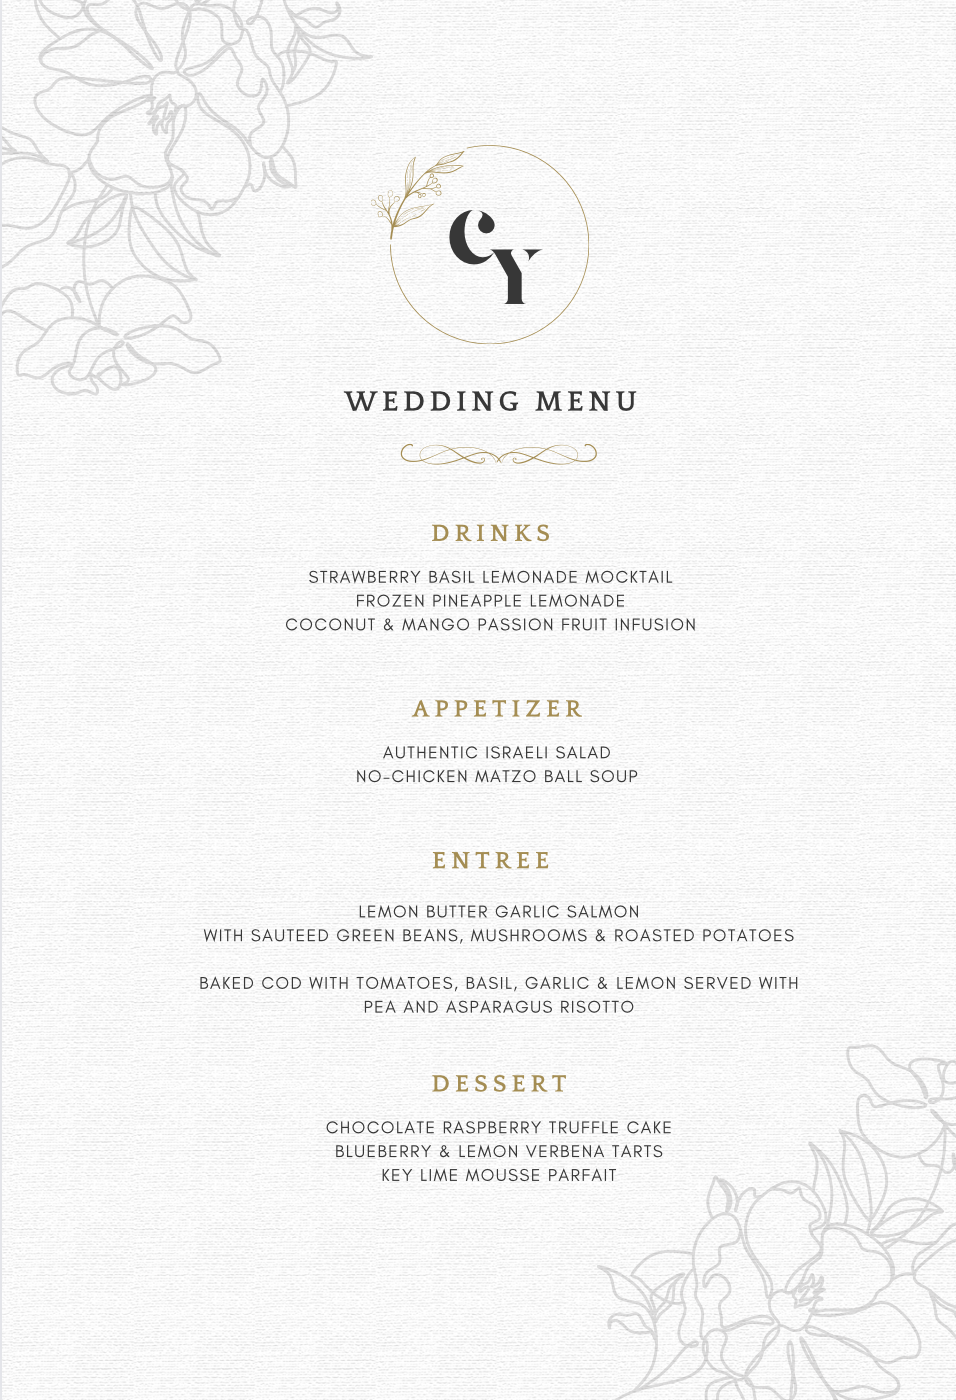 CY
WEDDING MENU
DRINKS
STRAWBERRY BASIL LEMONADE MOCKTAIL
FROZEN PINEAPPLE LEMONADE
COCONUT & MANGO PASSION FRUIT INFUSION
APPETIZER
AUTHENTIC ISRAELI SALAD
NO-CHICKEN MATZO BALL SOUP
ENTREE
LEMON BUTTER GARLIC SALMON
WITH SAUTEED GREEN BEANS, MUSHROOMS & ROASTED POTATOES
BAKED COD WITH TOMATOES, BASIL, GARLIC & LEMON SERVED WITH
PEA AND ASPARAGUS RISOTTO
DESSERT
CHOCOLATE RASPBERRY TRUFFLE CAKE
BLUEBERRY & LEMON VERBENA TARTS
KEY LIME MOUSSE PARFAIT